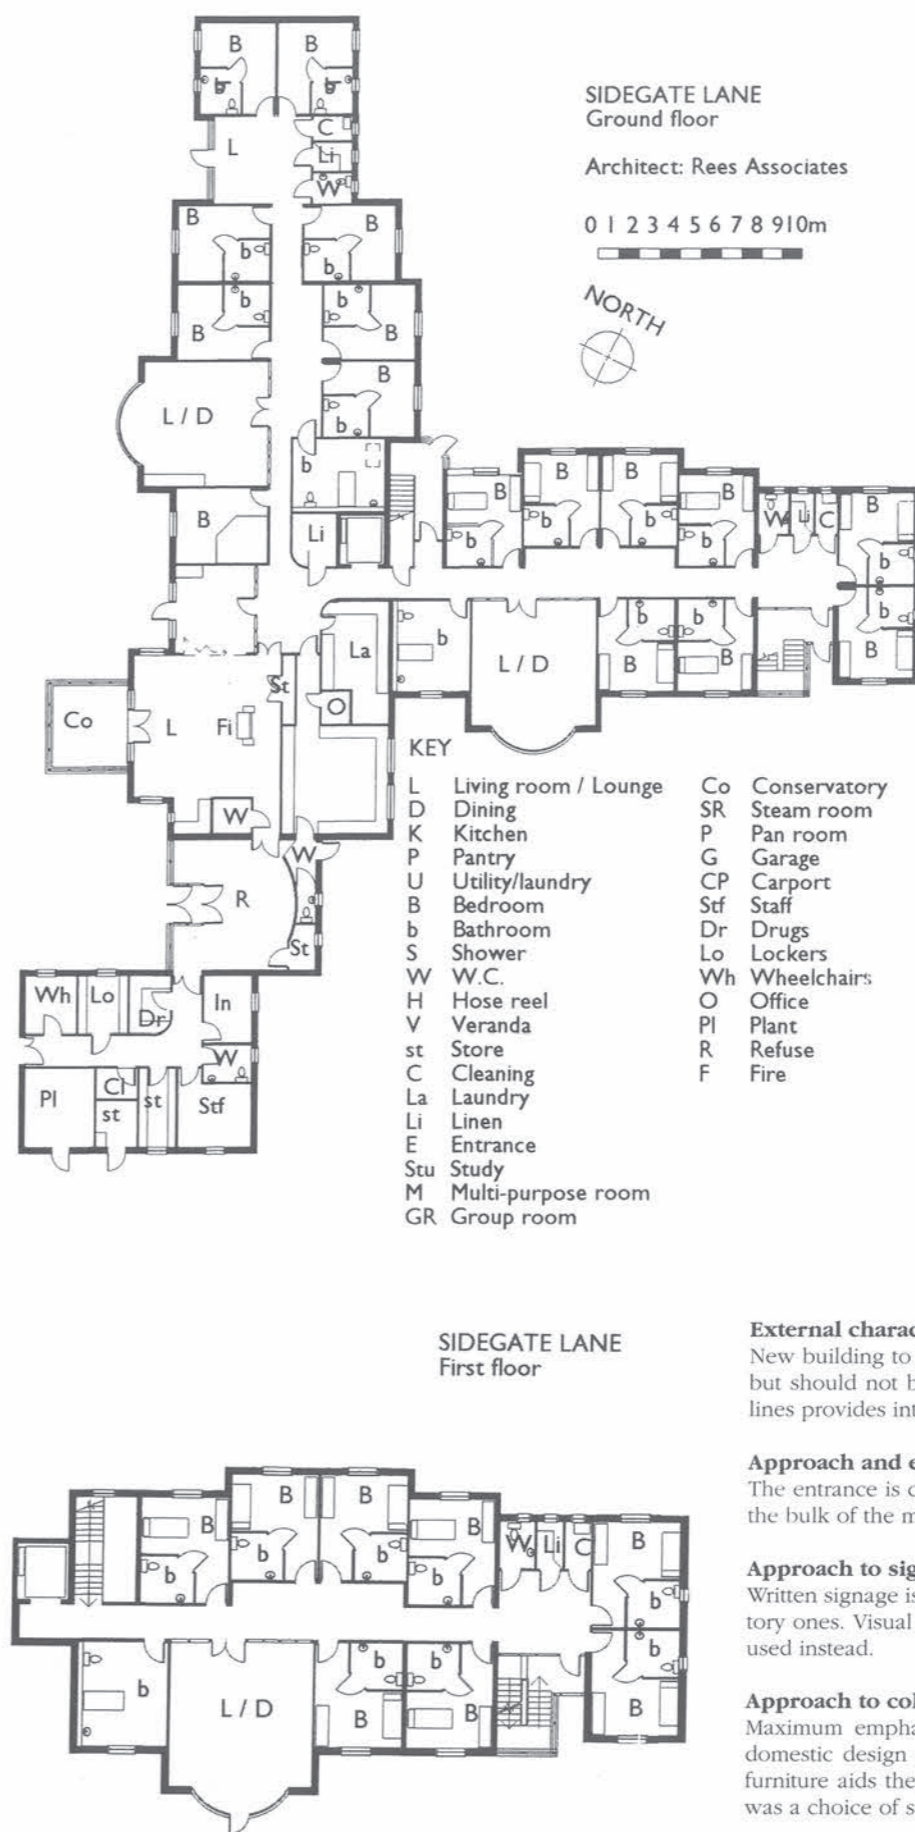 SIDEGATE LANE
Ground floor
Architect: Rees Associates
0 1 2 3 4 5 6 7 8 9 10m
NORTH
B B
b b
C
L
Li
W
B B
b b
b b
B B
B
L / D
b
b
B
Li
B B B B
b b b b
W Li C
B
b
b
B
La
b
L / D
b b
B B
St
O
Co
L
Fi
W
W
R
St
Wh Lo Dr In
W
Pl Cl st st Stf
KEY
L Living room / Lounge
D Dining
K Kitchen
P Pantry
U Utility/laundry
B Bedroom
b Bathroom
S Shower
W W.C.
H Hose reel
V Veranda
st Store
C Cleaning
La Laundry
Li Linen
E Entrance
Stu Study
M Multi-purpose room
GR Group room
Co Conservatory
SR Steam room
P Pan room
G Garage
CP Carport
Stf Staff
Dr Drugs
Lo Lockers
Wh Wheelchairs
O Office
Pl Plant
R Refuse
F Fire
SIDEGATE LANE
First floor
B B B B
b b b b
W Li C
B
b
b
B
b
L / D
b b
B B
External charac
New building to
but should not b
lines provides int
Approach and e
The entrance is c
the bulk of the m
Approach to sig
Written signage is
tory ones. Visual
used instead.
Approach to col
Maximum empha
domestic design
furniture aids the
was a choice of s